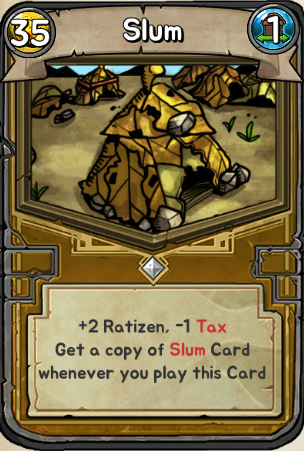 35
Slum
1
+2 Ratizen, -1 Tax
Get a copy of Slum Card
whenever you play this Card